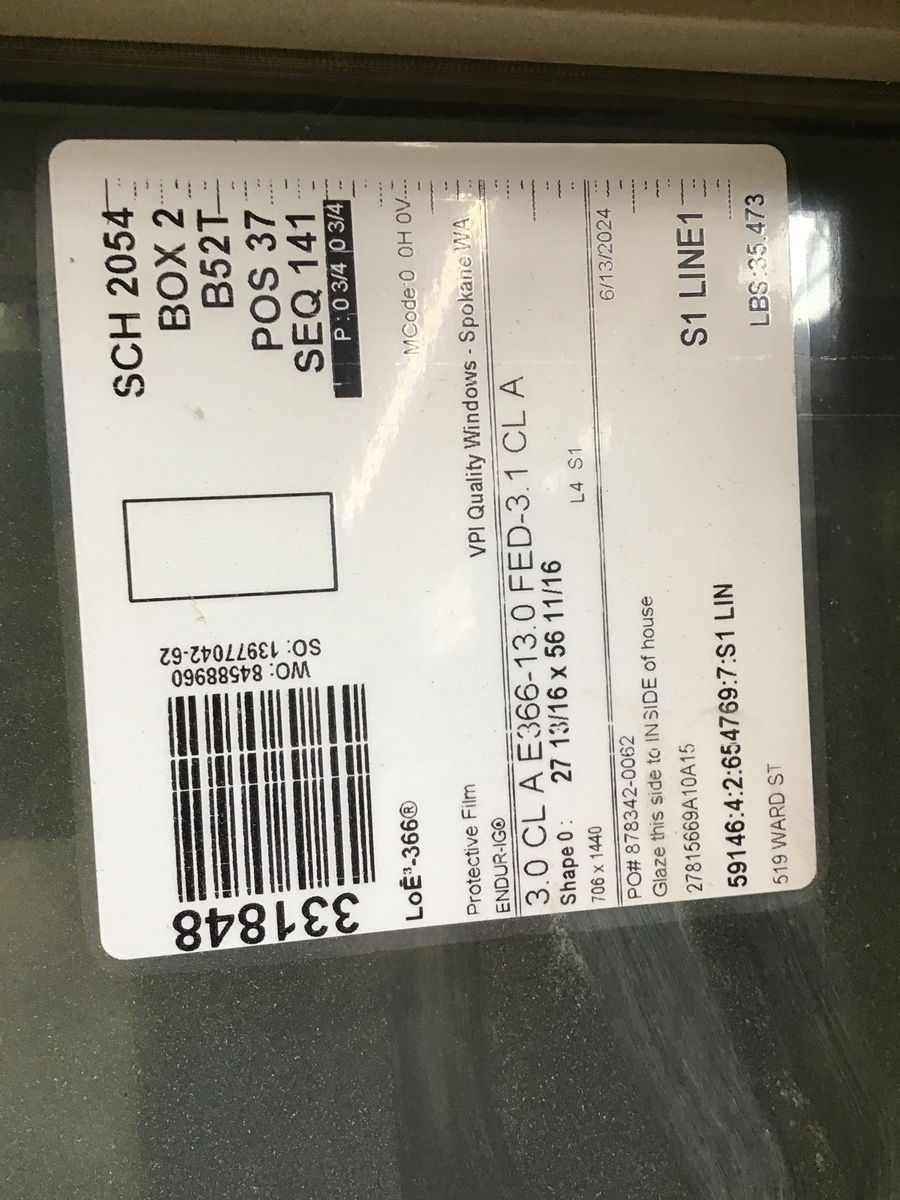 SCH 2054
BOX 2
B52T
POS 37
SEQ 141
P: 0 3/4 | 0 3/4
WO: 84588960
SO: 13977042-62
331848
LoĒ³-366®
MCode:0 0H 0V
Protective Film
ENDUR-IG®
VPI Quality Windows - Spokane WA
3.0 CL A E366-13.0 FED-3.1 CL A
Shape 0 : 27 13/16 x 56 11/16
706 x 1440
L4 S1
6/13/2024
PO# 878342-0062
Glaze this side to INSIDE of house
27815669A10A15
S1 LINE1
59146:4:2:654769:7:S1 LIN
519 WARD ST
LBS:35.473